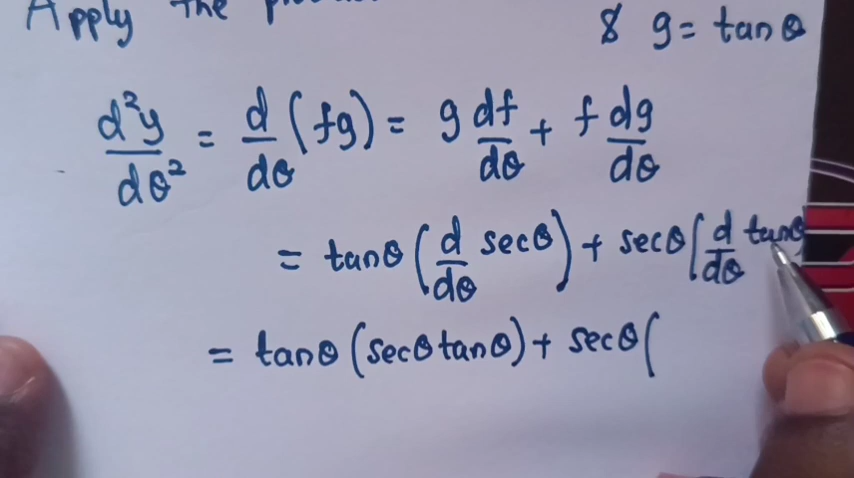 Apply the
& g = tanθ
d²y/dθ² = d/dθ (fg) = g df/dθ + f dg/dθ
= tanθ (d/dθ secθ) + secθ (d/dθ tanθ
= tanθ (secθ tanθ) + secθ (